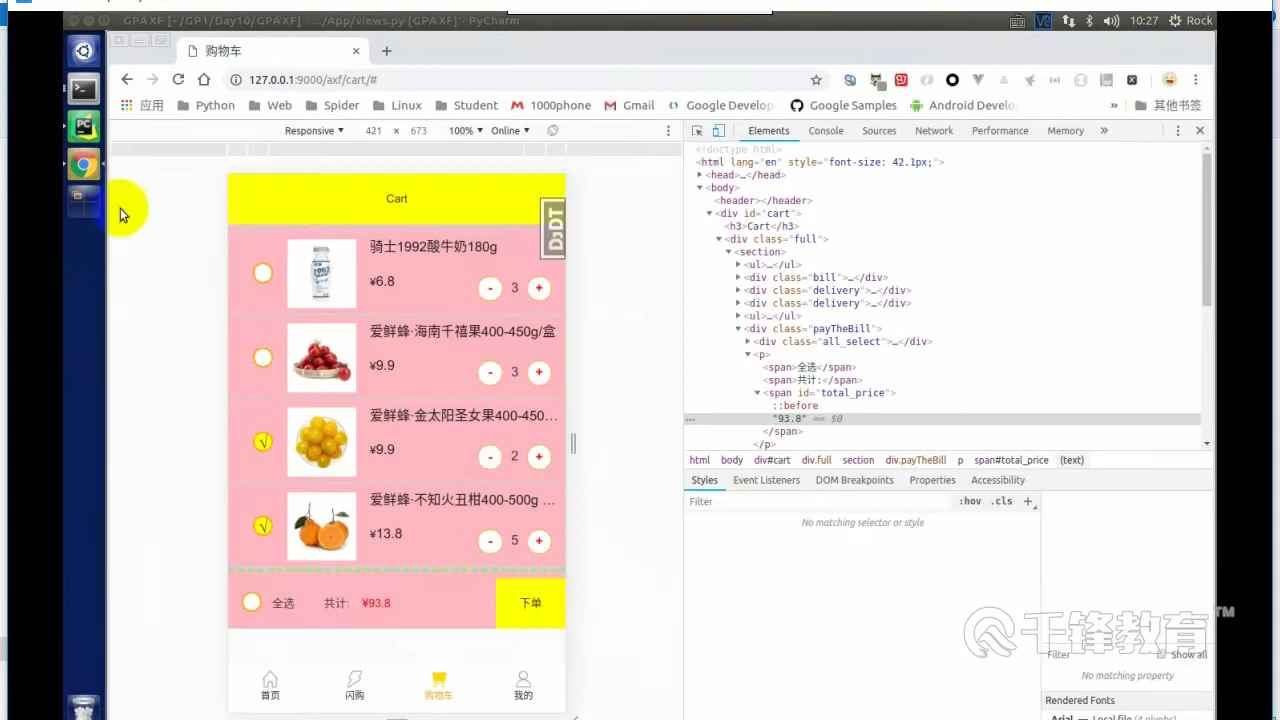 GPAXF [~/GP1/Day10/GPAXF] - .../App/views.py [GPAXF] - PyCharm
V2 10:27 Rock
购物车
127.0.0.1:9000/axf/cart/#
应用 Python Web Spider Linux Student 1000phone Gmail Google Develop Google Samples Android Develo » 其他书签
Responsive ▼ 421 × 673 100% ▼ Online ▼
Elements Console Sources Network Performance Memory »
Cart
DjDT
骑士1992酸牛奶180g
¥6.8
- 3 +
爱鲜蜂·海南千禧果400-450g/盒
¥9.9
- 3 +
爱鲜蜂·金太阳圣女果400-450…
¥9.9
√
- 2 +
爱鲜蜂·不知火丑柑400-500g …
¥13.8
√
- 5 +
全选 共计: ¥93.8 下单
首页 闪购 购物车 我的
<!doctype html>
<html lang="en" style="font-size: 42.1px;">
<head>…</head>
<body>
<header></header>
<div id="cart">
<h3>Cart</h3>
<div class="full">
<section>
<ul>…</ul>
<div class="bill">…</div>
<div class="delivery">…</div>
<div class="delivery">…</div>
<ul>…</ul>
<div class="payTheBill">
<div class="all_select">…</div>
<p>
<span>全选</span>
<span>共计:</span>
<span id="total_price">
::before
"93.8" == $0
</span>
</p>
html body div#cart div.full section div.payTheBill p span#total_price (text)
Styles Event Listeners DOM Breakpoints Properties Accessibility
Filter :hov .cls +
No matching selector or style
千锋教育™
Filter Show all
No matching property
Rendered Fonts
Arial — Local file (4 glyphs)
PC